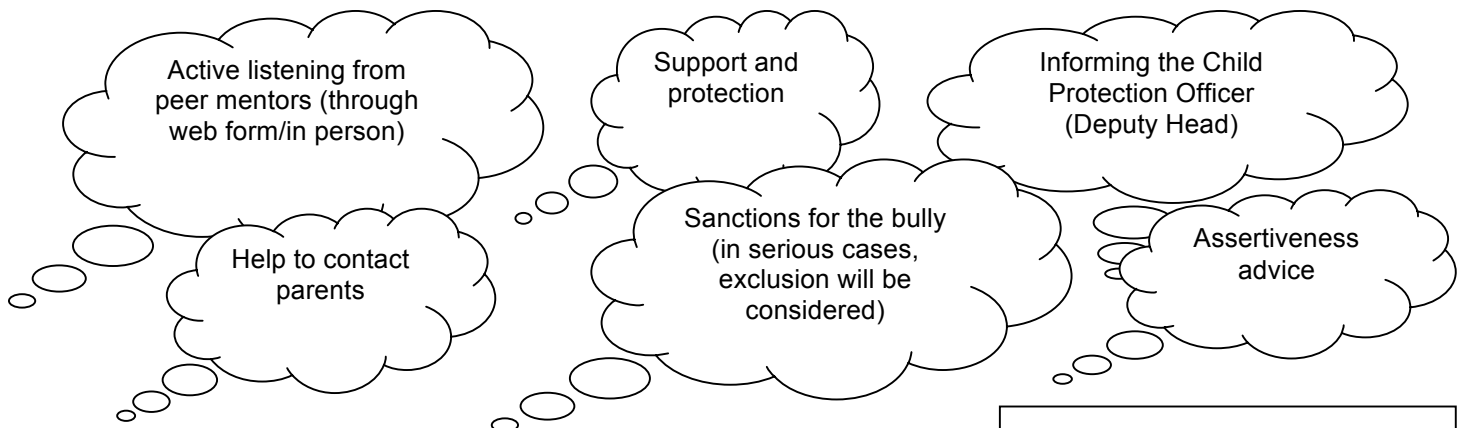 Active listening from
peer mentors (through
web form/in person)
Support and
protection
Informing the Child
Protection Officer
(Deputy Head)
Help to contact
parents
Sanctions for the bully
(in serious cases,
exclusion will be
considered)
Assertiveness
advice